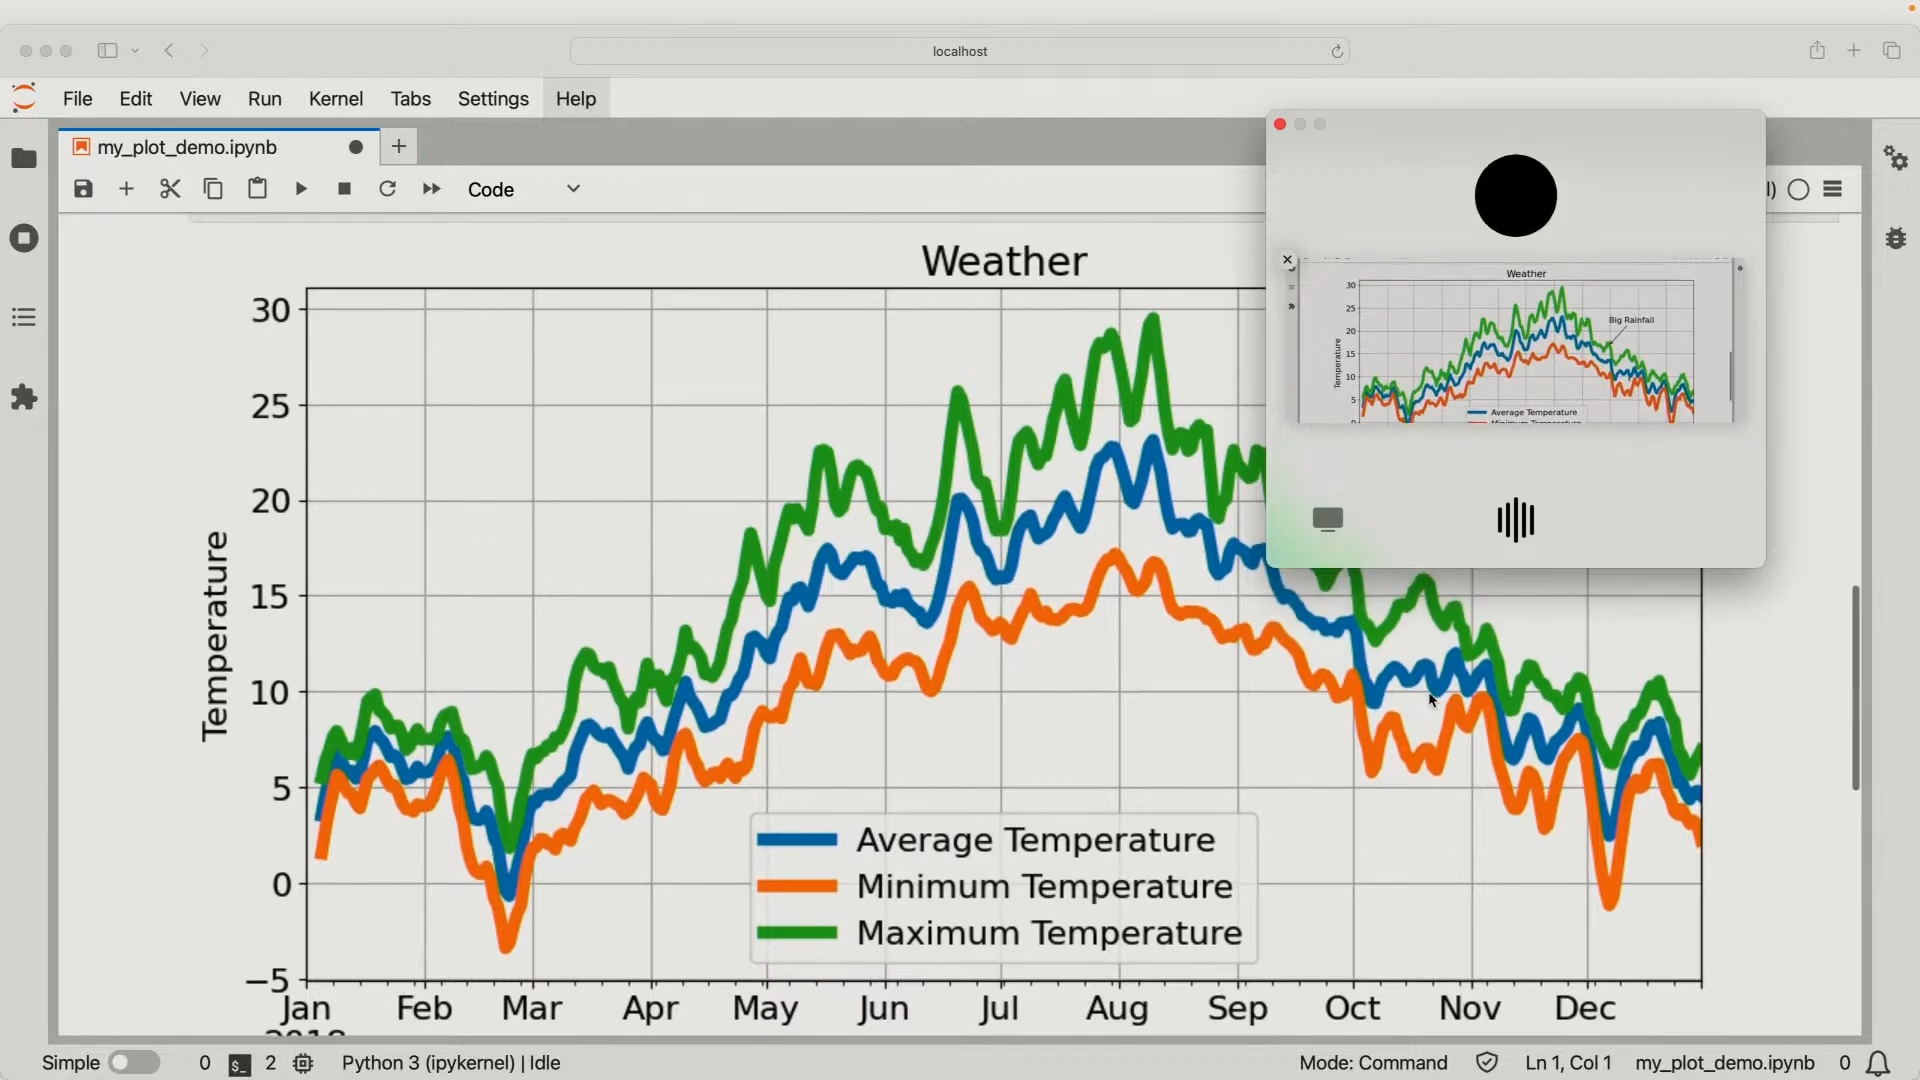 localhost
File Edit View Run Kernel Tabs Settings Help
my_plot_demo.ipynb
Code
Weather
30
25
20
15
10
5
0
−5
Temperature
Jan Feb Mar Apr May Jun Jul Aug Sep Oct Nov Dec
Average Temperature
Minimum Temperature
Maximum Temperature
Weather
30
25
20
15
10
5
Temperature
Big Rainfall
Average Temperature
Simple 0 $_ 2 Python 3 (ipykernel) | Idle Mode: Command Ln 1, Col 1 my_plot_demo.ipynb 0